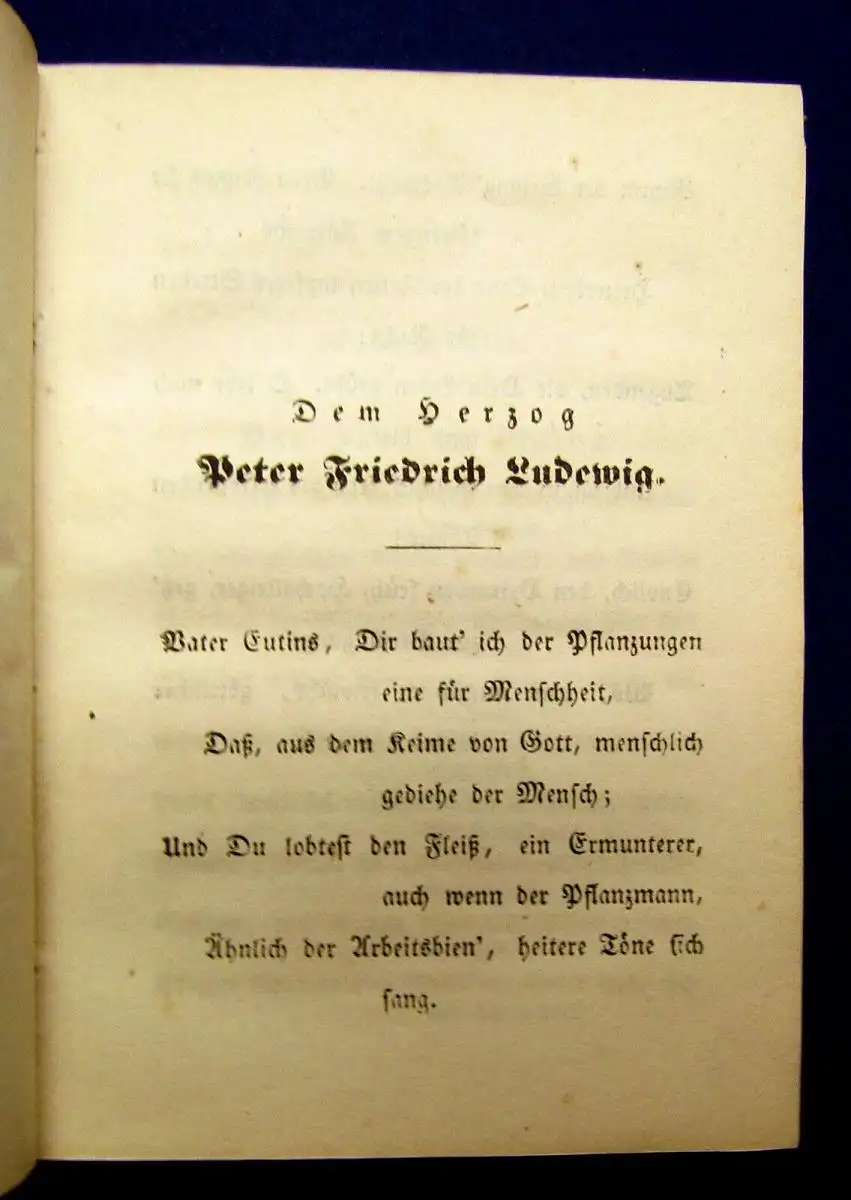 Dem Herzog
Peter Friedrich Ludewig.
Vater Eutins, Dir baut' ich der Pflanzungen
eine für Menschheit,
Daß, aus dem Keime von Gott, menschlich
gediehe der Mensch;
Und Du lobtest den Fleiß, ein Ermunterer,
auch wenn der Pflanzmann,
Ähnlich der Arbeitsbien', heitere Töne sich
sang.